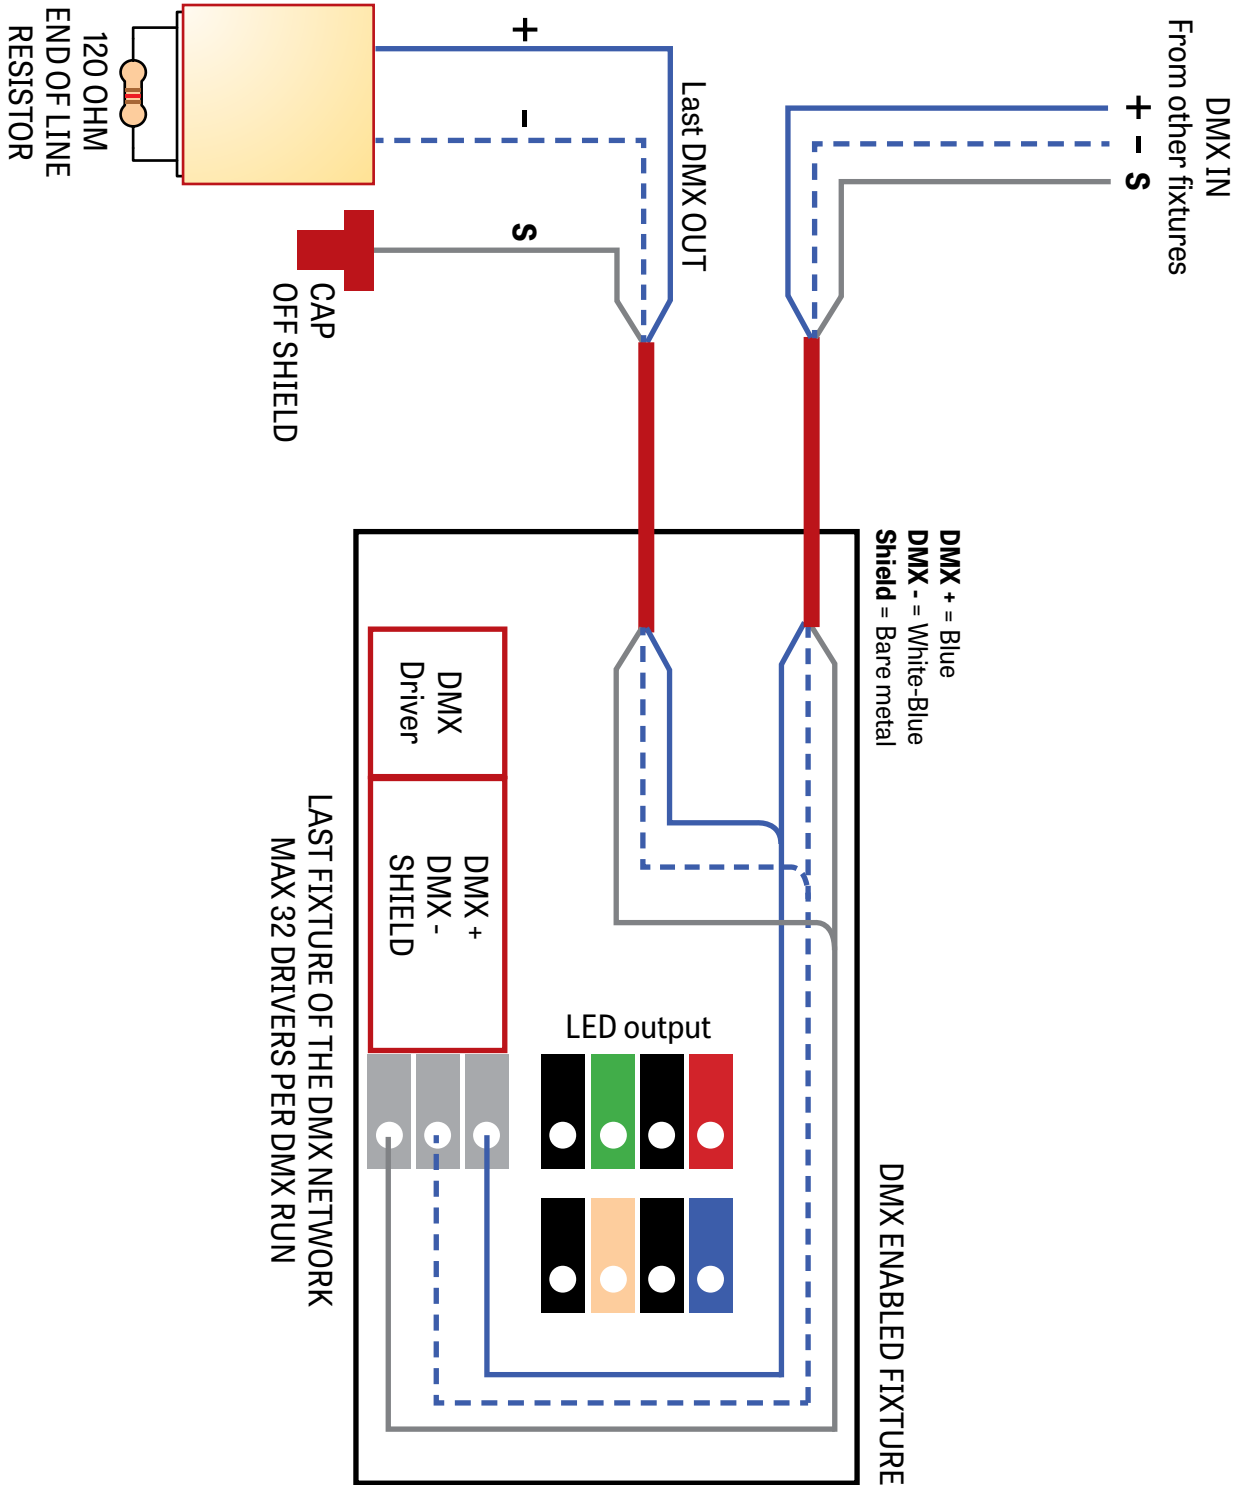 DMX IN
From other fixtures
+
-
S
Last DMX OUT
+
-
S
120 OHM
END OF LINE
RESISTOR
CAP
OFF SHIELD
DMX + = Blue
DMX - = White-Blue
Shield = Bare metal
DMX
Driver
DMX +
DMX -
SHIELD
LED output
DMX ENABLED FIXTURE
LAST FIXTURE OF THE DMX NETWORK
MAX 32 DRIVERS PER DMX RUN